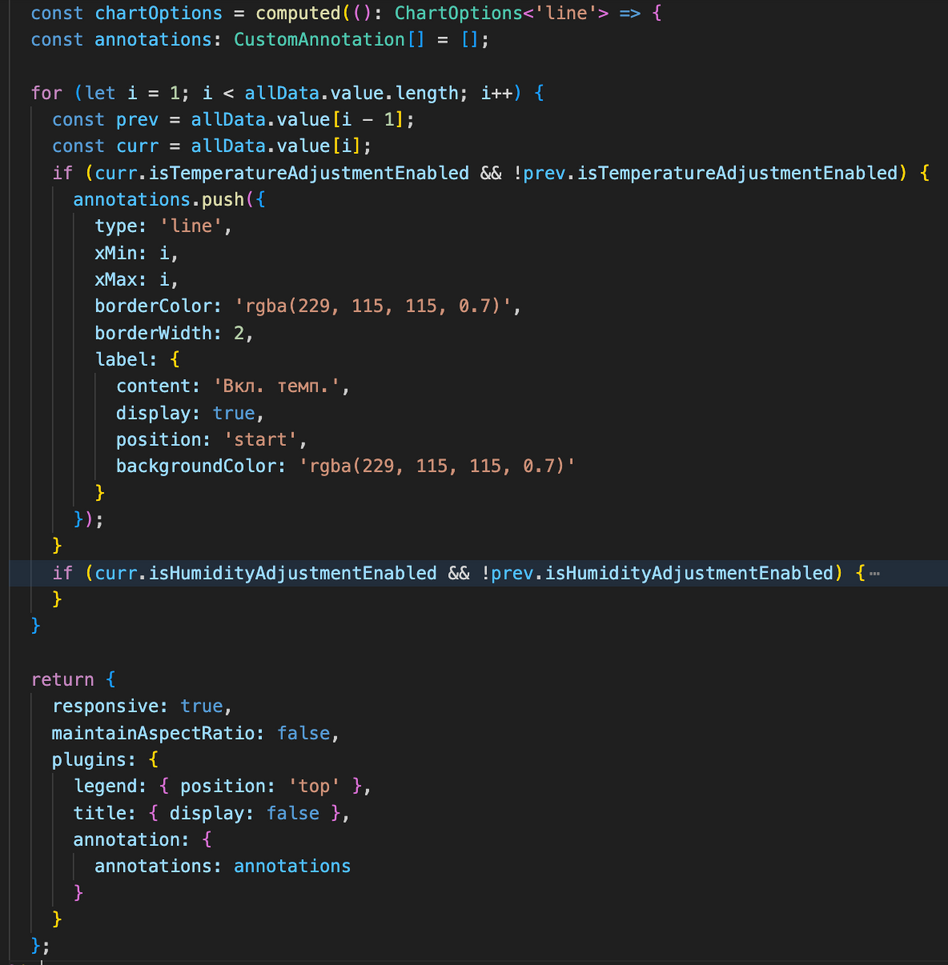 const chartOptions = computed((): ChartOptions<'line'> => {
const annotations: CustomAnnotation[] = [];

for (let i = 1; i < allData.value.length; i++) {
  const prev = allData.value[i - 1];
  const curr = allData.value[i];
  if (curr.isTemperatureAdjustmentEnabled && !prev.isTemperatureAdjustmentEnabled) {
    annotations.push({
      type: 'line',
      xMin: i,
      xMax: i,
      borderColor: 'rgba(229, 115, 115, 0.7)',
      borderWidth: 2,
      label: {
        content: 'Вкл. темп.',
        display: true,
        position: 'start',
        backgroundColor: 'rgba(229, 115, 115, 0.7)'
      }
    });
  }
  if (curr.isHumidityAdjustmentEnabled && !prev.isHumidityAdjustmentEnabled) {⋯
  }
}

return {
  responsive: true,
  maintainAspectRatio: false,
  plugins: {
    legend: { position: 'top' },
    title: { display: false },
    annotation: {
      annotations: annotations
    }
  }
};